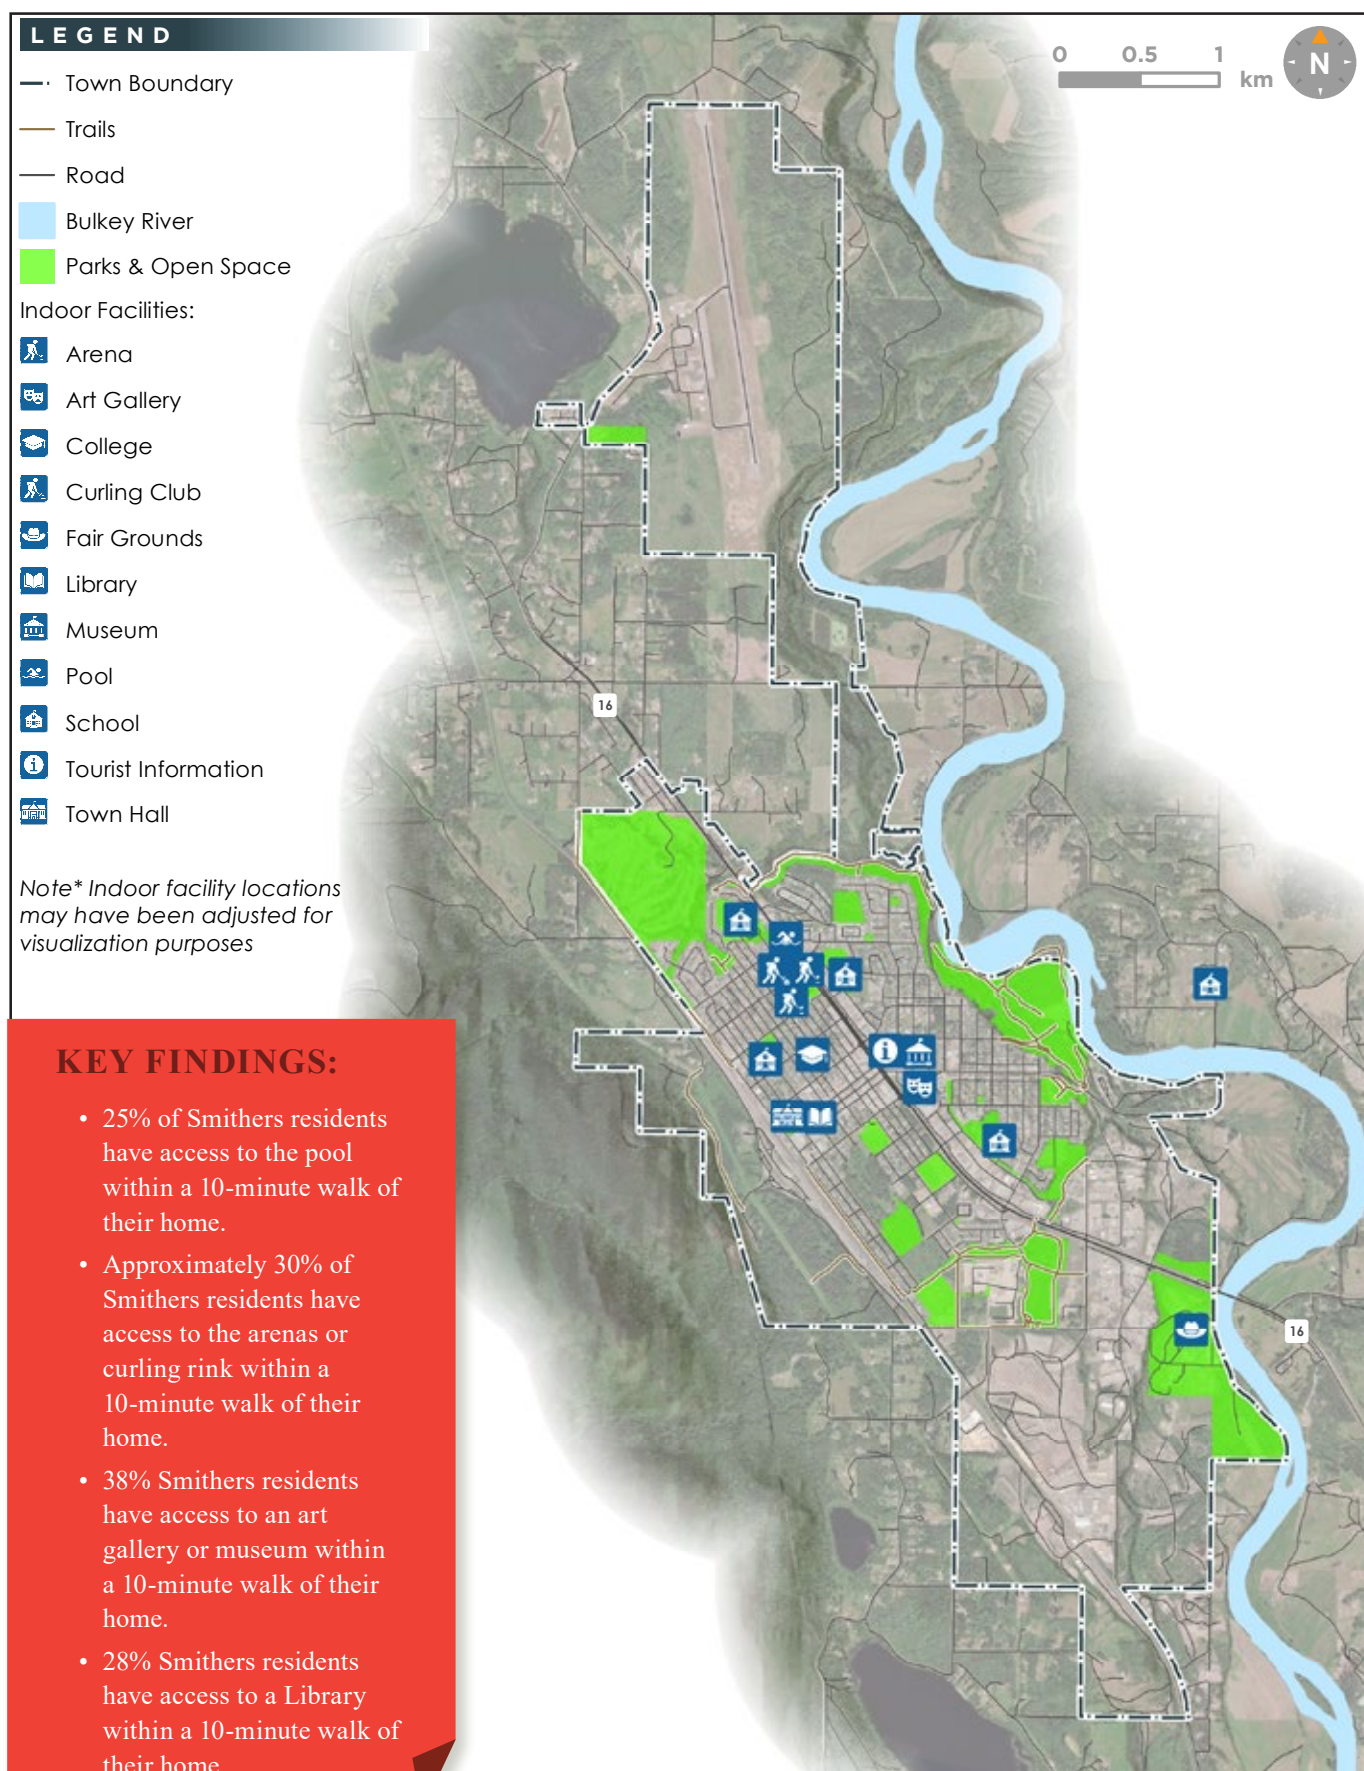 LEGEND
Town Boundary
Trails
Road
Bulkey River
Parks & Open Space
Indoor Facilities:
Arena
Art Gallery
College
Curling Club
Fair Grounds
Library
Museum
Pool
School
Tourist Information
Town Hall
Note* Indoor facility locations
may have been adjusted for
visualization purposes
0 0.5 1
km
N
16
16
KEY FINDINGS:
• 25% of Smithers residents
have access to the pool
within a 10-minute walk of
their home.
• Approximately 30% of
Smithers residents have
access to the arenas or
curling rink within a
10-minute walk of their
home.
• 38% Smithers residents
have access to an art
gallery or museum within
a 10-minute walk of their
home.
• 28% Smithers residents
have access to a Library
within a 10-minute walk of
their home